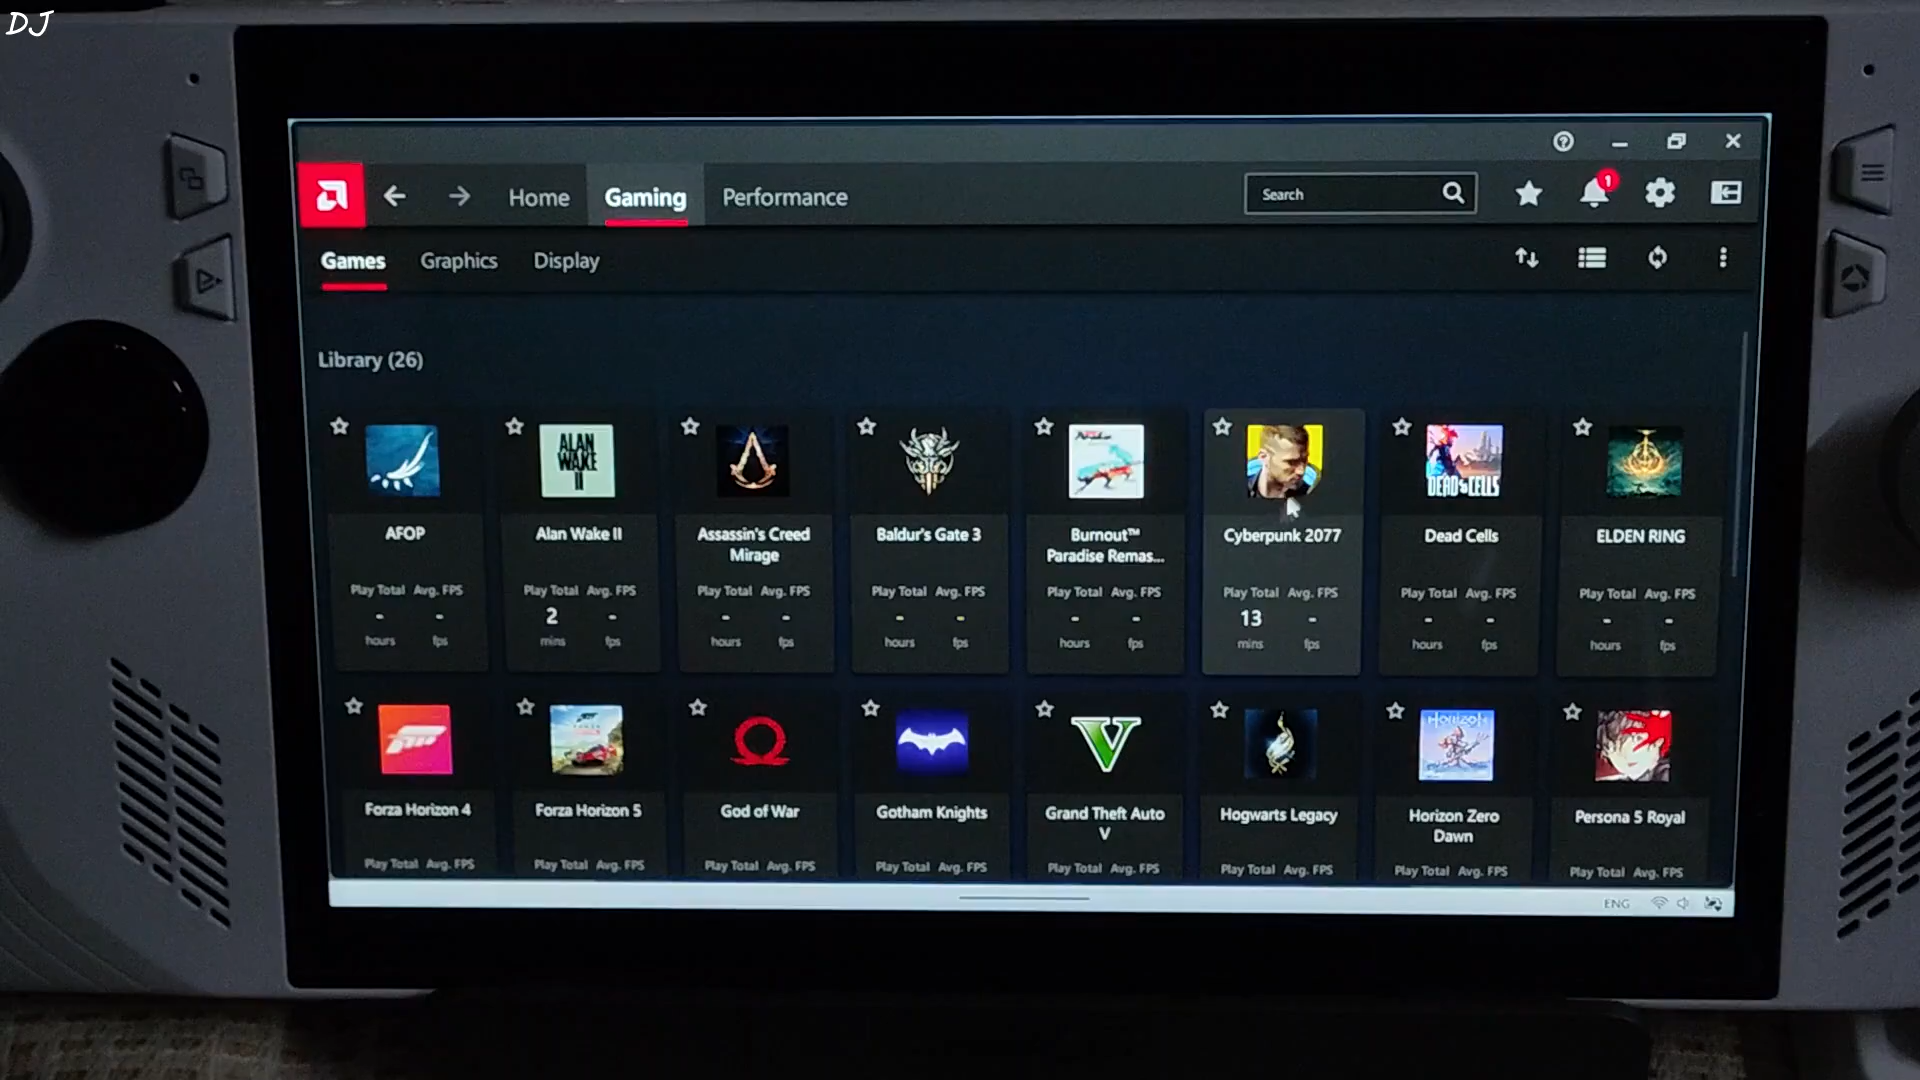 DJ
Home Gaming Performance Search 1
Games Graphics Display
Library (26)
ALAN WAKE II
DEAD CELLS
AFOP
Alan Wake II
Assassin's Creed
Mirage
Baldur's Gate 3
Burnout™
Paradise Remas...
Cyberpunk 2077
Dead Cells
ELDEN RING
Play Total Avg. FPS Play Total Avg. FPS Play Total Avg. FPS Play Total Avg. FPS Play Total Avg. FPS Play Total Avg. FPS Play Total Avg. FPS Play Total Avg. FPS
- - 2 - - - - - - - 13 - - - - -
hours fps mins fps hours fps hours fps hours fps mins fps hours fps hours fps
HORIZON
Forza Horizon 4
Forza Horizon 5
God of War
Gotham Knights
Grand Theft Auto
V
Hogwarts Legacy
Horizon Zero
Dawn
Persona 5 Royal
Play Total Avg. FPS Play Total Avg. FPS Play Total Avg. FPS Play Total Avg. FPS Play Total Avg. FPS Play Total Avg. FPS Play Total Avg. FPS Play Total Avg. FPS
ENG